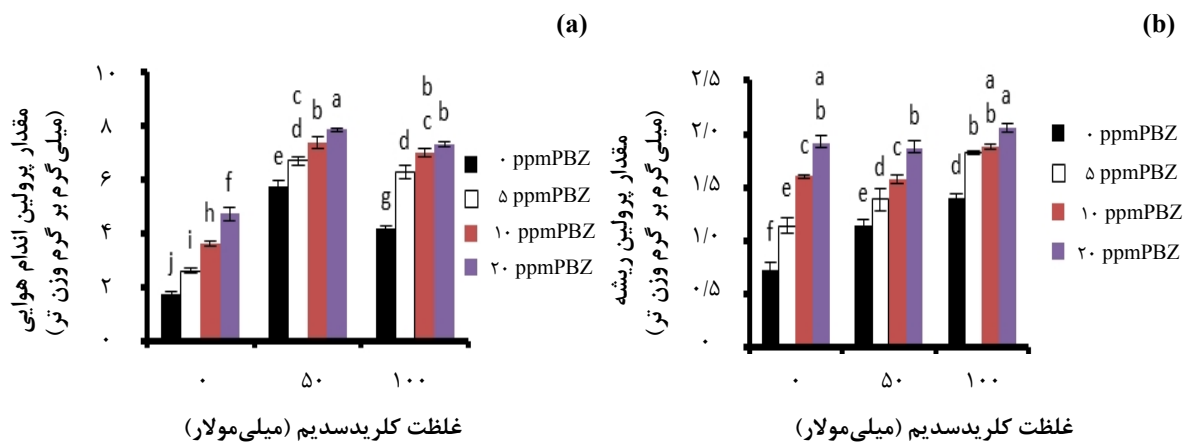 (a)
مقدار پرولین اندام هوایی
(میلی‌گرم بر گرم وزن تر)
۱۰
۸
۶
۴
۲
۰
j
i
h
f
e
c
d
b
a
g
d
b
c
b
۰ ppmPBZ
۵ ppmPBZ
۱۰ ppmPBZ
۲۰ ppmPBZ
۰
۵۰
۱۰۰
غلظت کلریدسدیم (میلی‌مولار)
(b)
مقدار پرولین ریشه
(میلی‌گرم بر گرم وزن تر)
۲/۵
۲/۰
۱/۵
۱/۰
۰/۵
۰
f
e
c
a
b
e
d
c
b
d
b
a
b
a
۰ ppmPBZ
۵ ppmPBZ
۱۰ ppmPBZ
۲۰ ppmPBZ
۰
۵۰
۱۰۰
غلظت کلریدسدیم (میلی‌مولار)